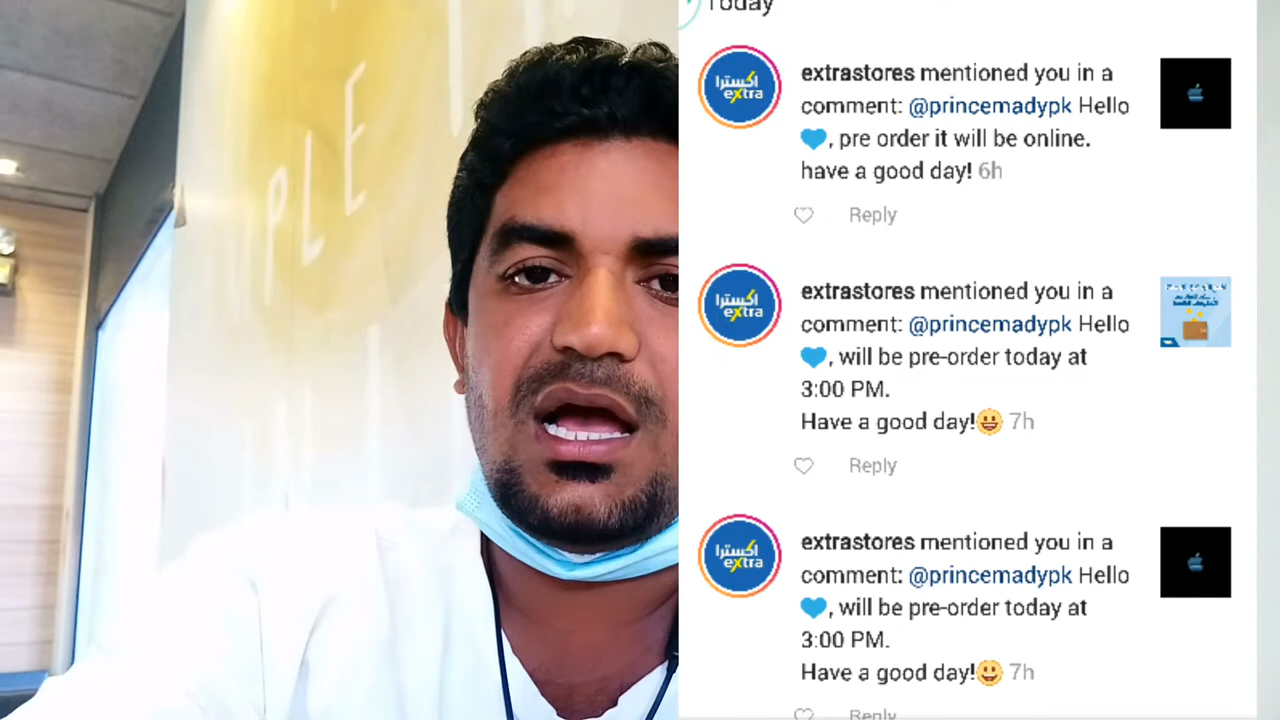 PLE
Today
اكسترا
extra
extrastores mentioned you in a
comment: @princemadypk Hello
💙, pre order it will be online.
have a good day! 6h
Reply
اكسترا
extra
extrastores mentioned you in a
comment: @princemadypk Hello
💙, will be pre-order today at
3:00 PM.
Have a good day!😀 7h
Reply
اكسترا
extra
extrastores mentioned you in a
comment: @princemadypk Hello
💙, will be pre-order today at
3:00 PM.
Have a good day!😀 7h
Reply